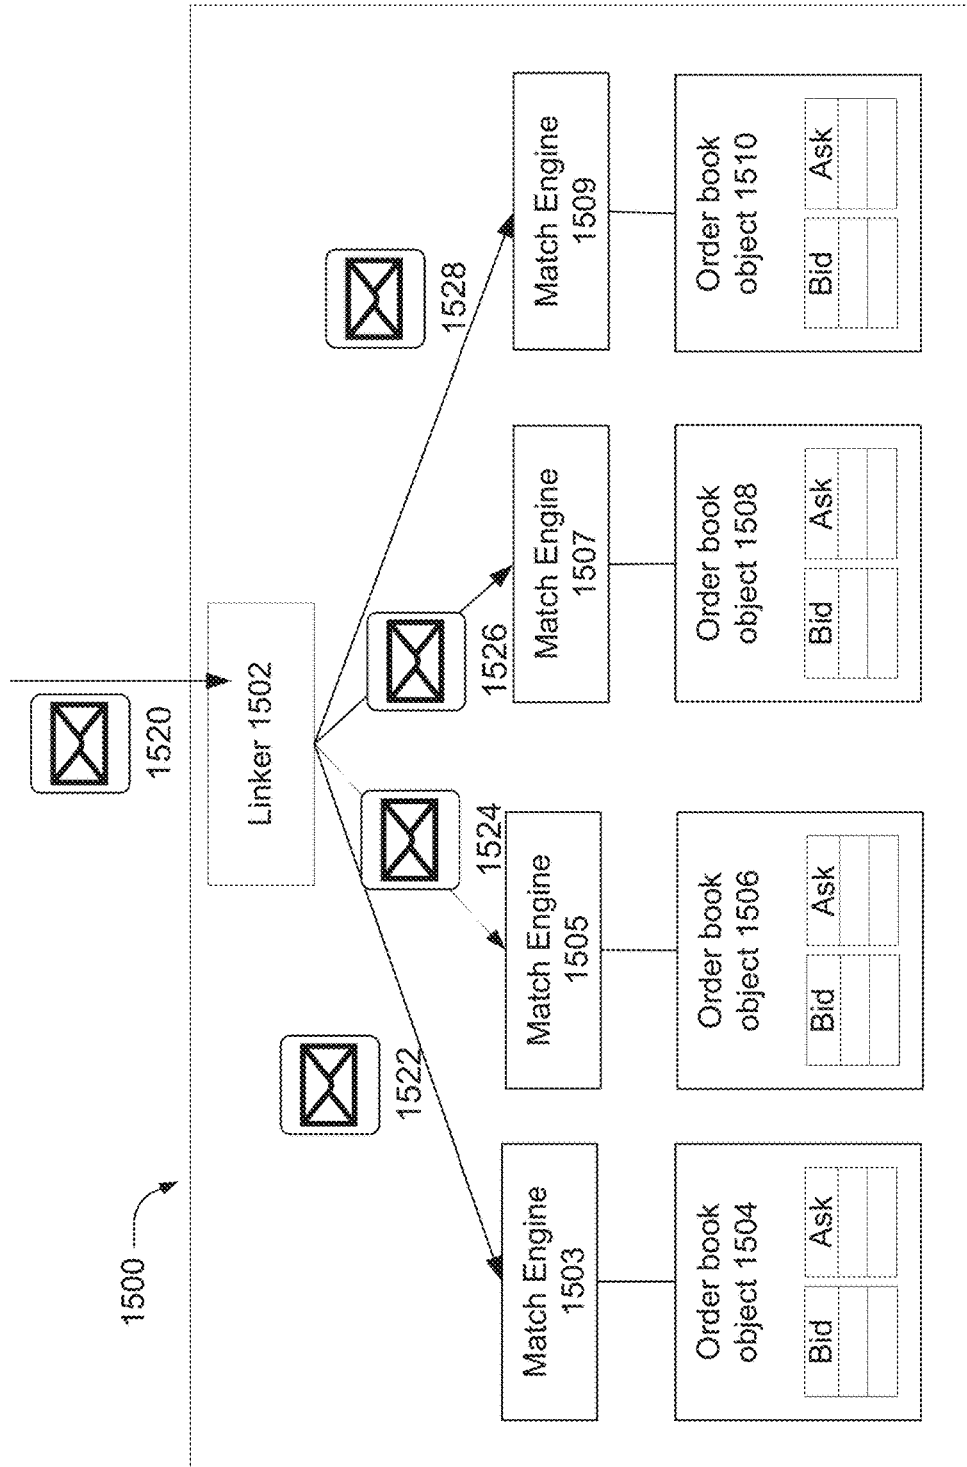 1500
1520
Linker 1502
1522
1524
1526
1528
Match Engine
1503
Match Engine
1505
Match Engine
1507
Match Engine
1509
Order book
object 1504
Bid
Ask
Order book
object 1506
Bid
Ask
Order book
object 1508
Bid
Ask
Order book
object 1510
Bid
Ask